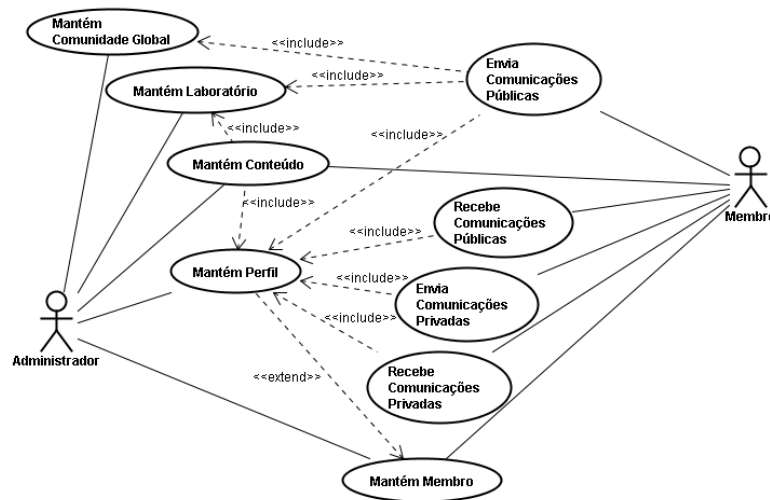 Mantém
Comunidade Global
<<include>>
Envia
Comunicações
Públicas
<<include>>
Mantém Laboratório
<<include>>
<<include>>
Mantém Conteúdo
Membro
<<include>>
Recebe
Comunicações
Públicas
<<include>>
Mantém Perfil
<<include>>
Envia
Comunicações
Privadas
<<include>>
Administrador
Recebe
Comunicações
Privadas
<<extend>>
Mantém Membro